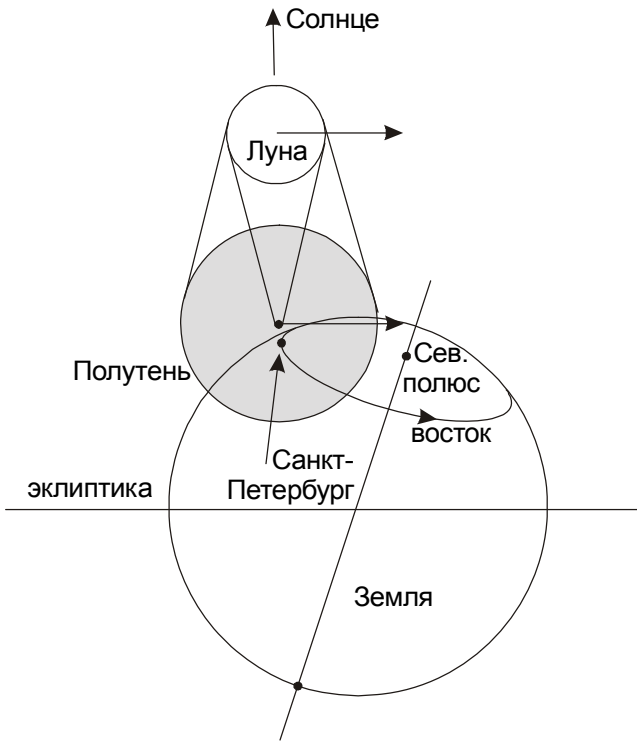 Солнце
Луна
Полутень
Сев.
полюс
восток
Санкт-
Петербург
эклиптика
Земля